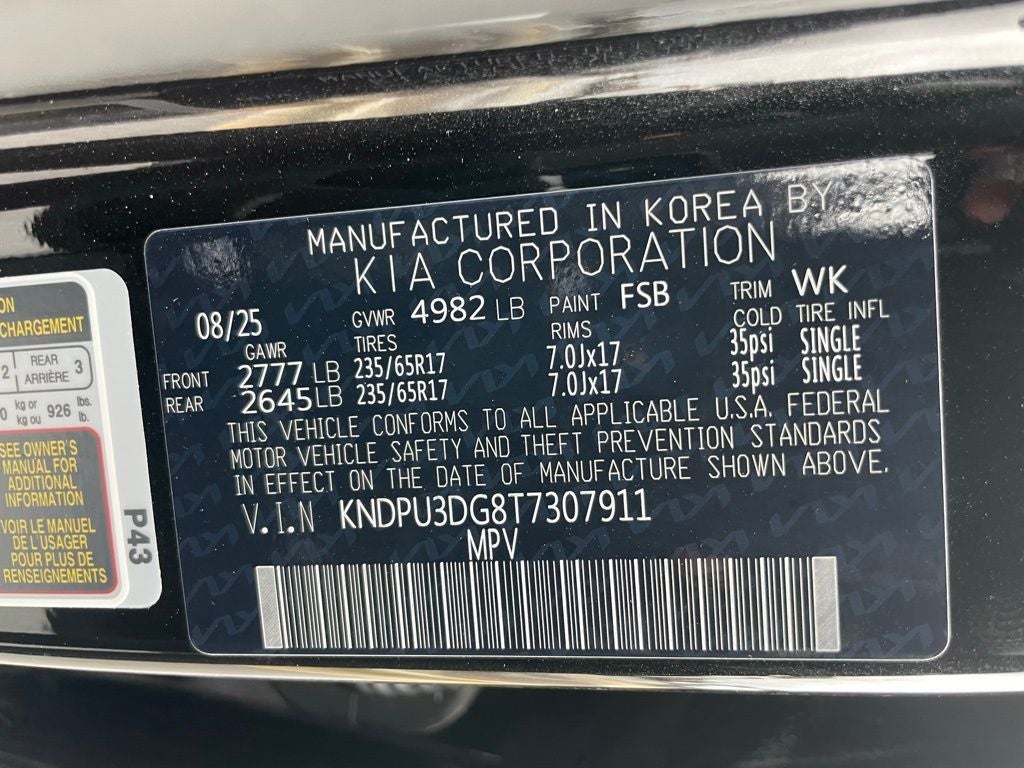 ON
CHARGEMENT
2 REAR ARRIÈRE 3
0 kg or kg ou 926 lbs. lb.
SEE OWNER'S
MANUAL FOR
ADDITIONAL
INFORMATION
VOIR LE MANUEL
DE L'USAGER
POUR PLUS DE
RENSEIGNEMENTS
P43
MANUFACTURED IN KOREA BY
KIA CORPORATION
08/25 GVWR 4982 LB PAINT FSB TRIM WK
GAWR TIRES RIMS COLD TIRE INFL
FRONT 2777 LB 235/65R17 7.0Jx17 35psi SINGLE
REAR 2645 LB 235/65R17 7.0Jx17 35psi SINGLE
THIS VEHICLE CONFORMS TO ALL APPLICABLE U.S.A. FEDERAL
MOTOR VEHICLE SAFETY AND THEFT PREVENTION STANDARDS
IN EFFECT ON THE DATE OF MANUFACTURE SHOWN ABOVE.
V.I.N KNDPU3DG8T7307911
MPV